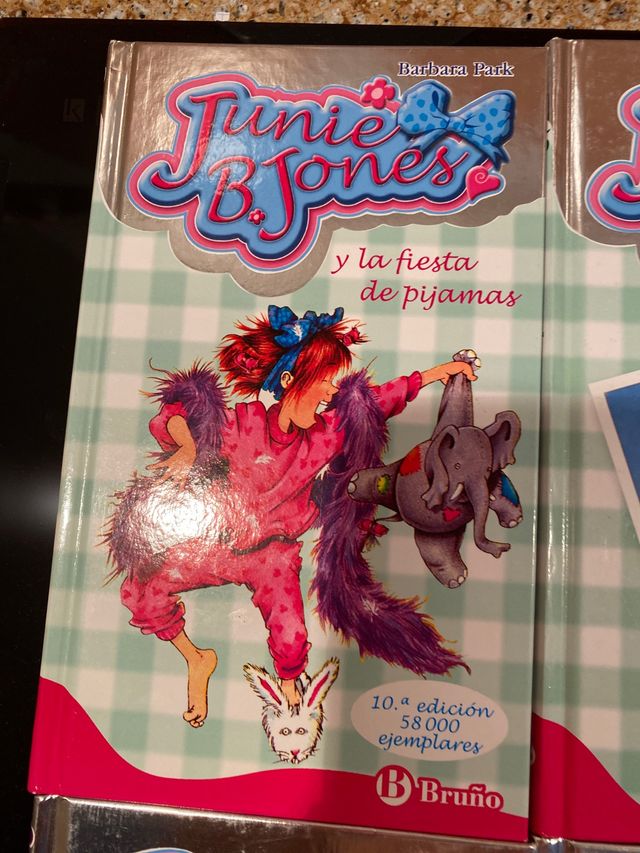 Barbara Park
Junie
B. Jones
y la fiesta
de pijamas
10.ª edición
58 000
ejemplares
B Bruño